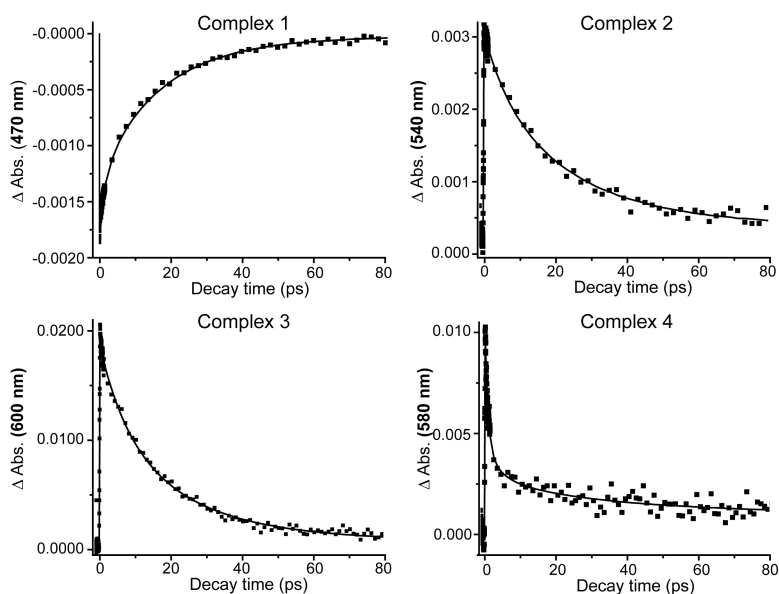 Complex 1
-0.0000
-0.0005
-0.0010
-0.0015
-0.0020
Δ Abs. (470 nm)
0 20 40 60 80
Decay time (ps)
Complex 2
0.003
0.002
0.001
0.000
Δ Abs. (540 nm)
0 20 40 60 80
Decay time (ps)
Complex 3
0.0200
0.0100
0.0000
Δ Abs. (600 nm)
0 20 40 60 80
Decay time (ps)
Complex 4
0.010
0.005
0.000
Δ Abs. (580 nm)
0 20 40 60 80
Decay time (ps)